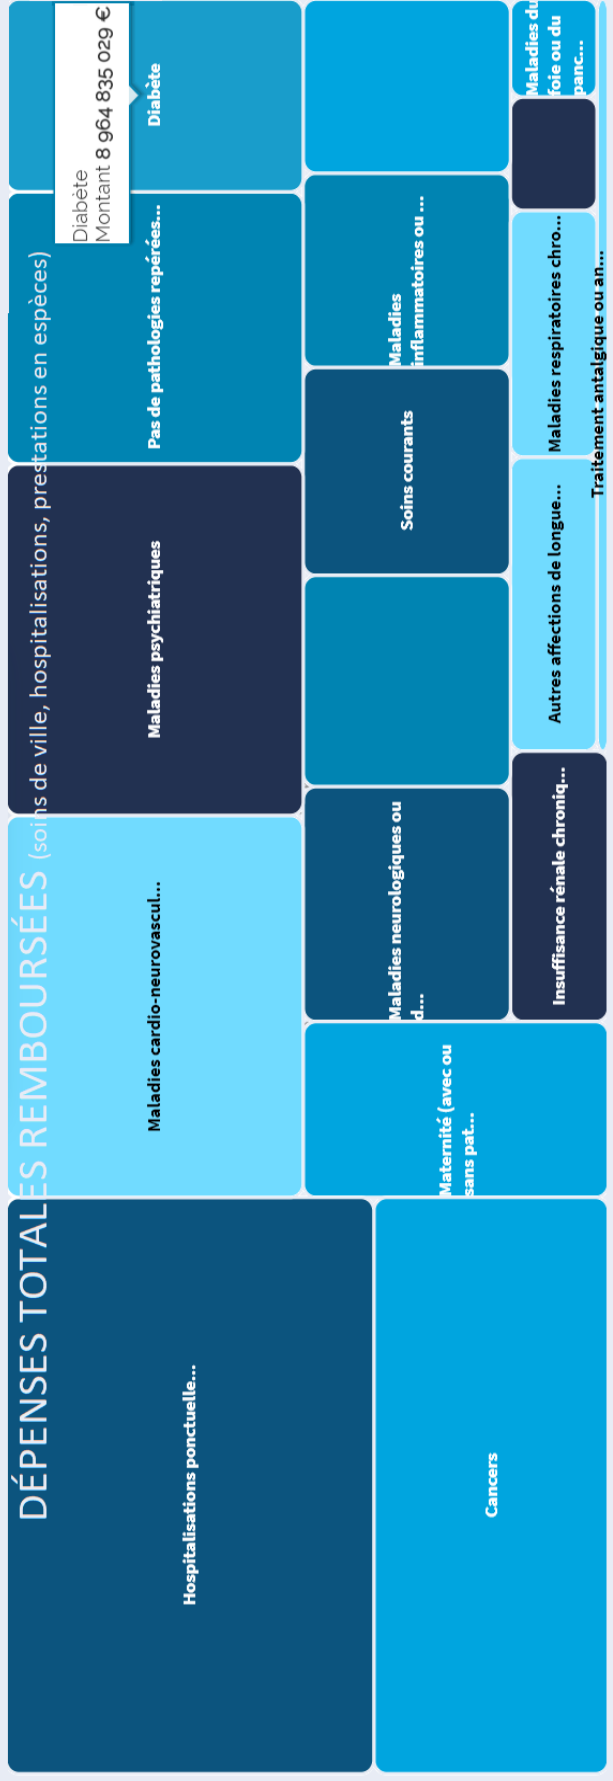 DÉPENSES TOTALES REMBOURSÉES (soins de ville, hospitalisations, prestations en espèces)
Diabète
Montant 8 964 835 029 €
Hospitalisations ponctuelle...
Maladies cardio-neurovascul...
Maladies psychiatriques
Pas de pathologies repérées...
Diabète
Cancers
Maternité (avec ou
sans pat...
Maladies neurologiques ou
d...
Soins courants
Maladies
inflammatoires ou ...
Insuffisance rénale chroniq...
Autres affections de longue...
Maladies respiratoires chro...
Maladies du
foie ou du
panc...
Traitement antalgique ou an...